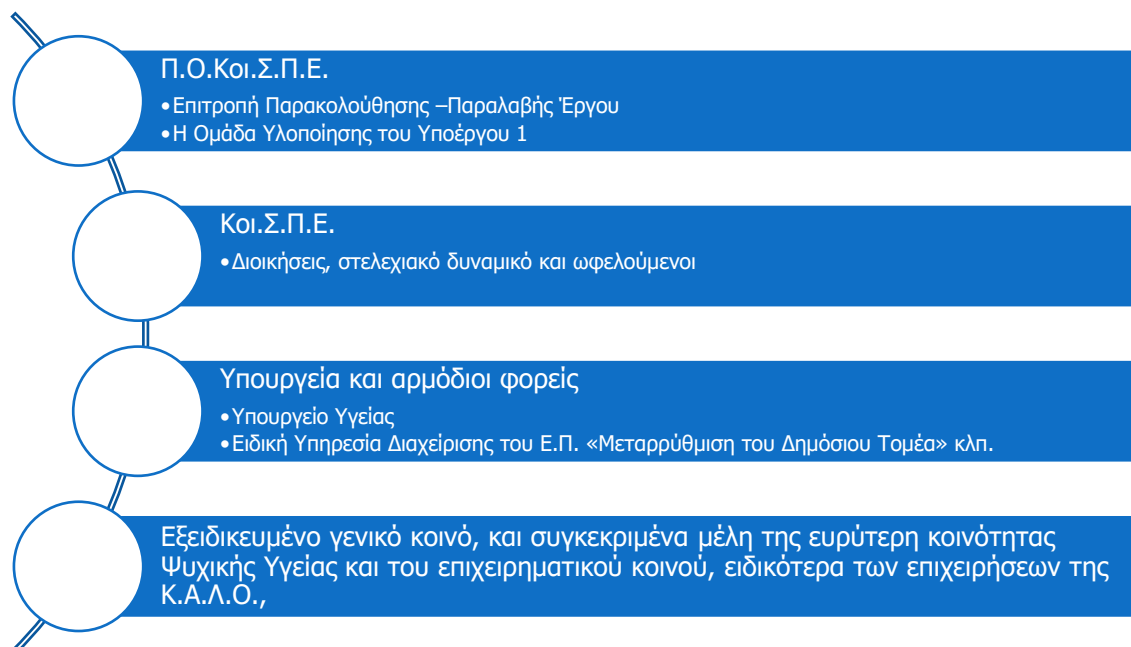 Π.Ο.Κοι.Σ.Π.Ε.
•Επιτροπή Παρακολούθησης –Παραλαβής Έργου
•Η Ομάδα Υλοποίησης του Υποέργου 1
Κοι.Σ.Π.Ε.
•Διοικήσεις, στελεχιακό δυναμικό και ωφελούμενοι
Υπουργεία και αρμόδιοι φορείς
•Υπουργείο Υγείας
•Ειδική Υπηρεσία Διαχείρισης του Ε.Π. «Μεταρρύθμιση του Δημόσιου Τομέα» κλπ.
Εξειδικευμένο γενικό κοινό, και συγκεκριμένα μέλη της ευρύτερη κοινότητας
Ψυχικής Υγείας και του επιχειρηματικού κοινού, ειδικότερα των επιχειρήσεων της
Κ.Α.Λ.Ο.,